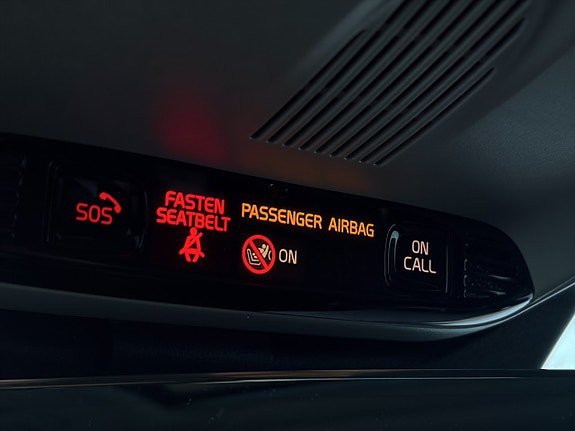 SOS
FASTEN
SEATBELT
PASSENGER AIRBAG
ON
ON
CALL